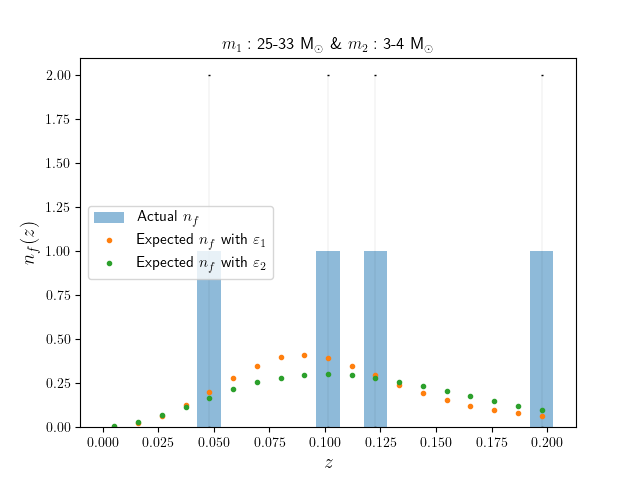 m₁ : 25-33 M⊙ & m₂ : 3-4 M⊙
2.00
1.75
1.50
1.25
1.00
0.75
0.50
0.25
0.00
n_f(z)
Actual n_f
Expected n_f with ε₁
Expected n_f with ε₂
0.000 0.025 0.050 0.075 0.100 0.125 0.150 0.175 0.200
z